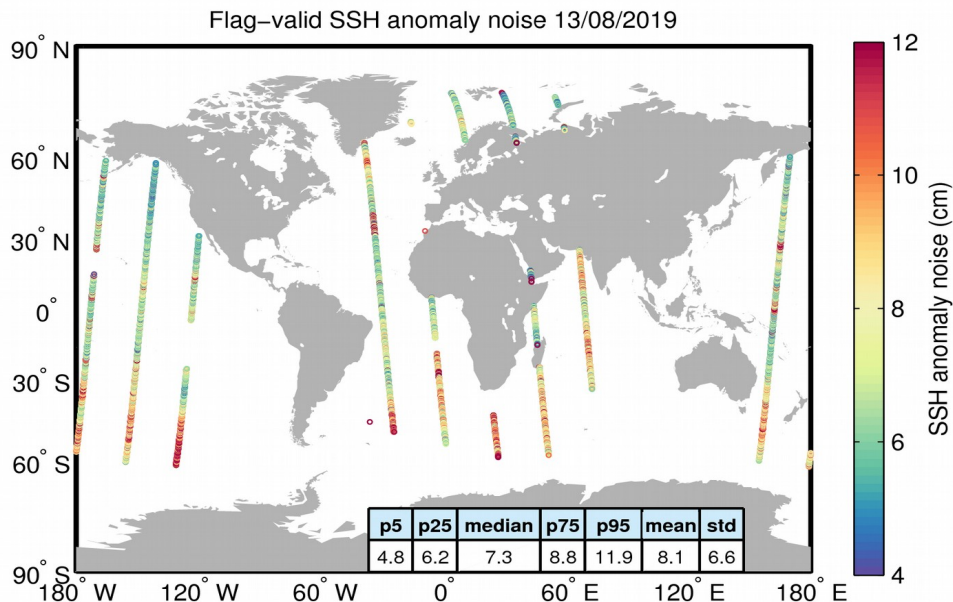 Flag–valid SSH anomaly noise 13/08/2019
90° N
60° N
30° N
0°
30° S
60° S
90° S
180° W 120° W 60° W 0° 60° E 120° E 180° E
p5 p25 median p75 p95 mean std
4.8 6.2 7.3 8.8 11.9 8.1 6.6
12
10
8
6
4
SSH anomaly noise (cm)